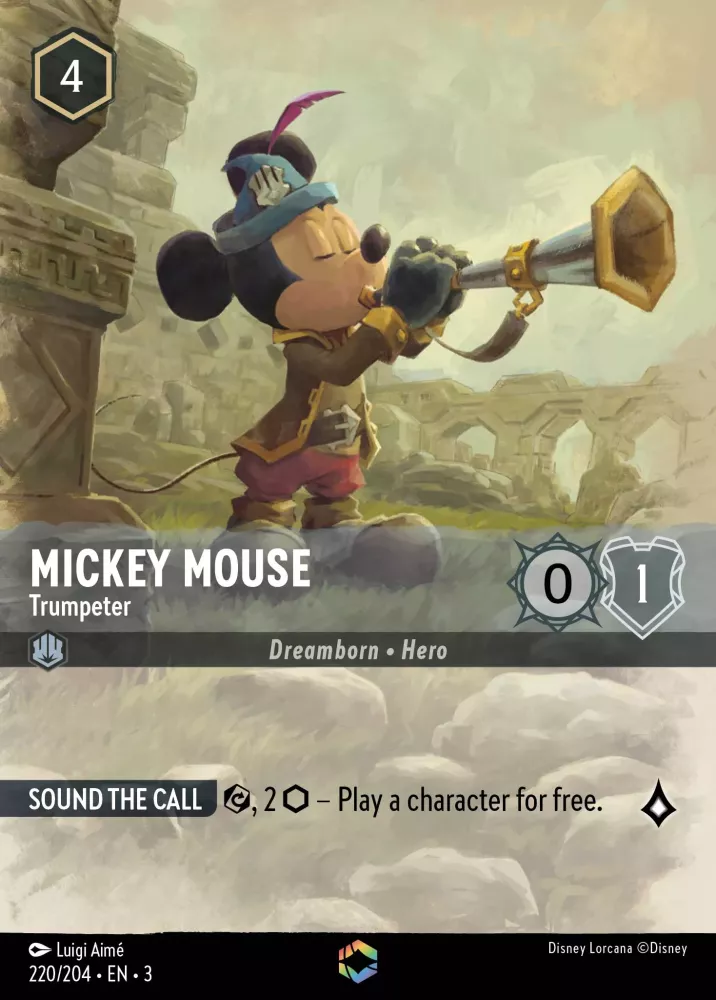 4
MICKEY MOUSE
Trumpeter
0
1
Dreamborn • Hero
SOUND THE CALL , 2 – Play a character for free.
Luigi Aimé
220/204 • EN • 3
Disney Lorcana ©Disney